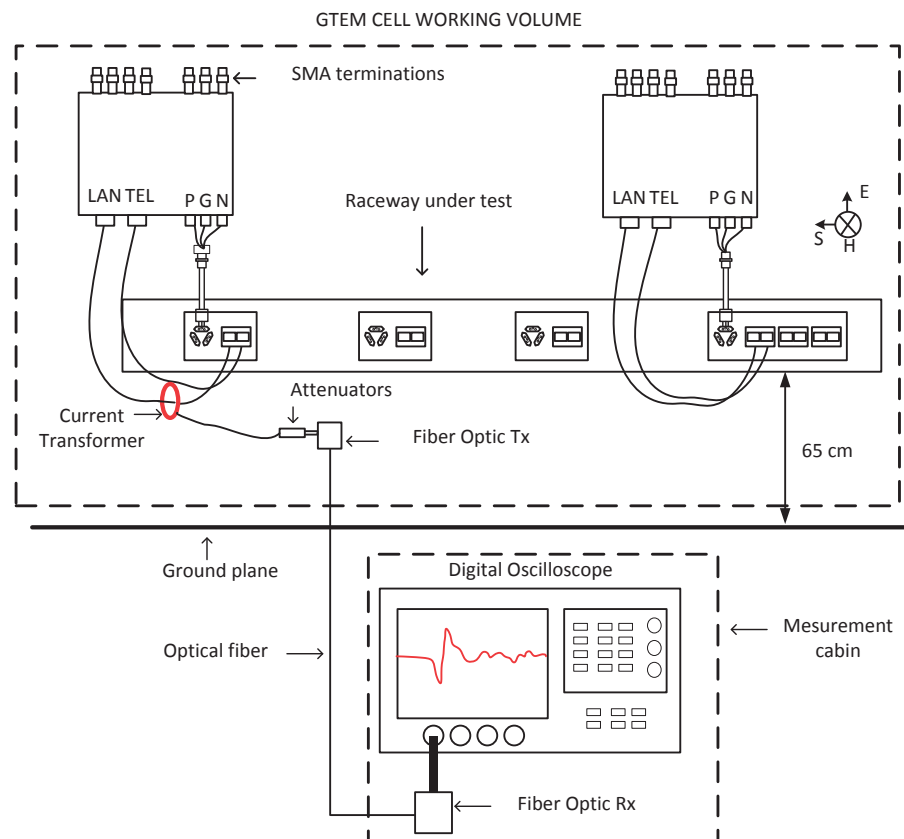 GTEM CELL WORKING VOLUME
SMA terminations
LAN TEL
P G N
Raceway under test
LAN TEL
P G N
E
S
H
Current
Transformer
Attenuators
Fiber Optic Tx
65 cm
Ground plane
Digital Oscilloscope
Optical fiber
Mesurement
cabin
Fiber Optic Rx